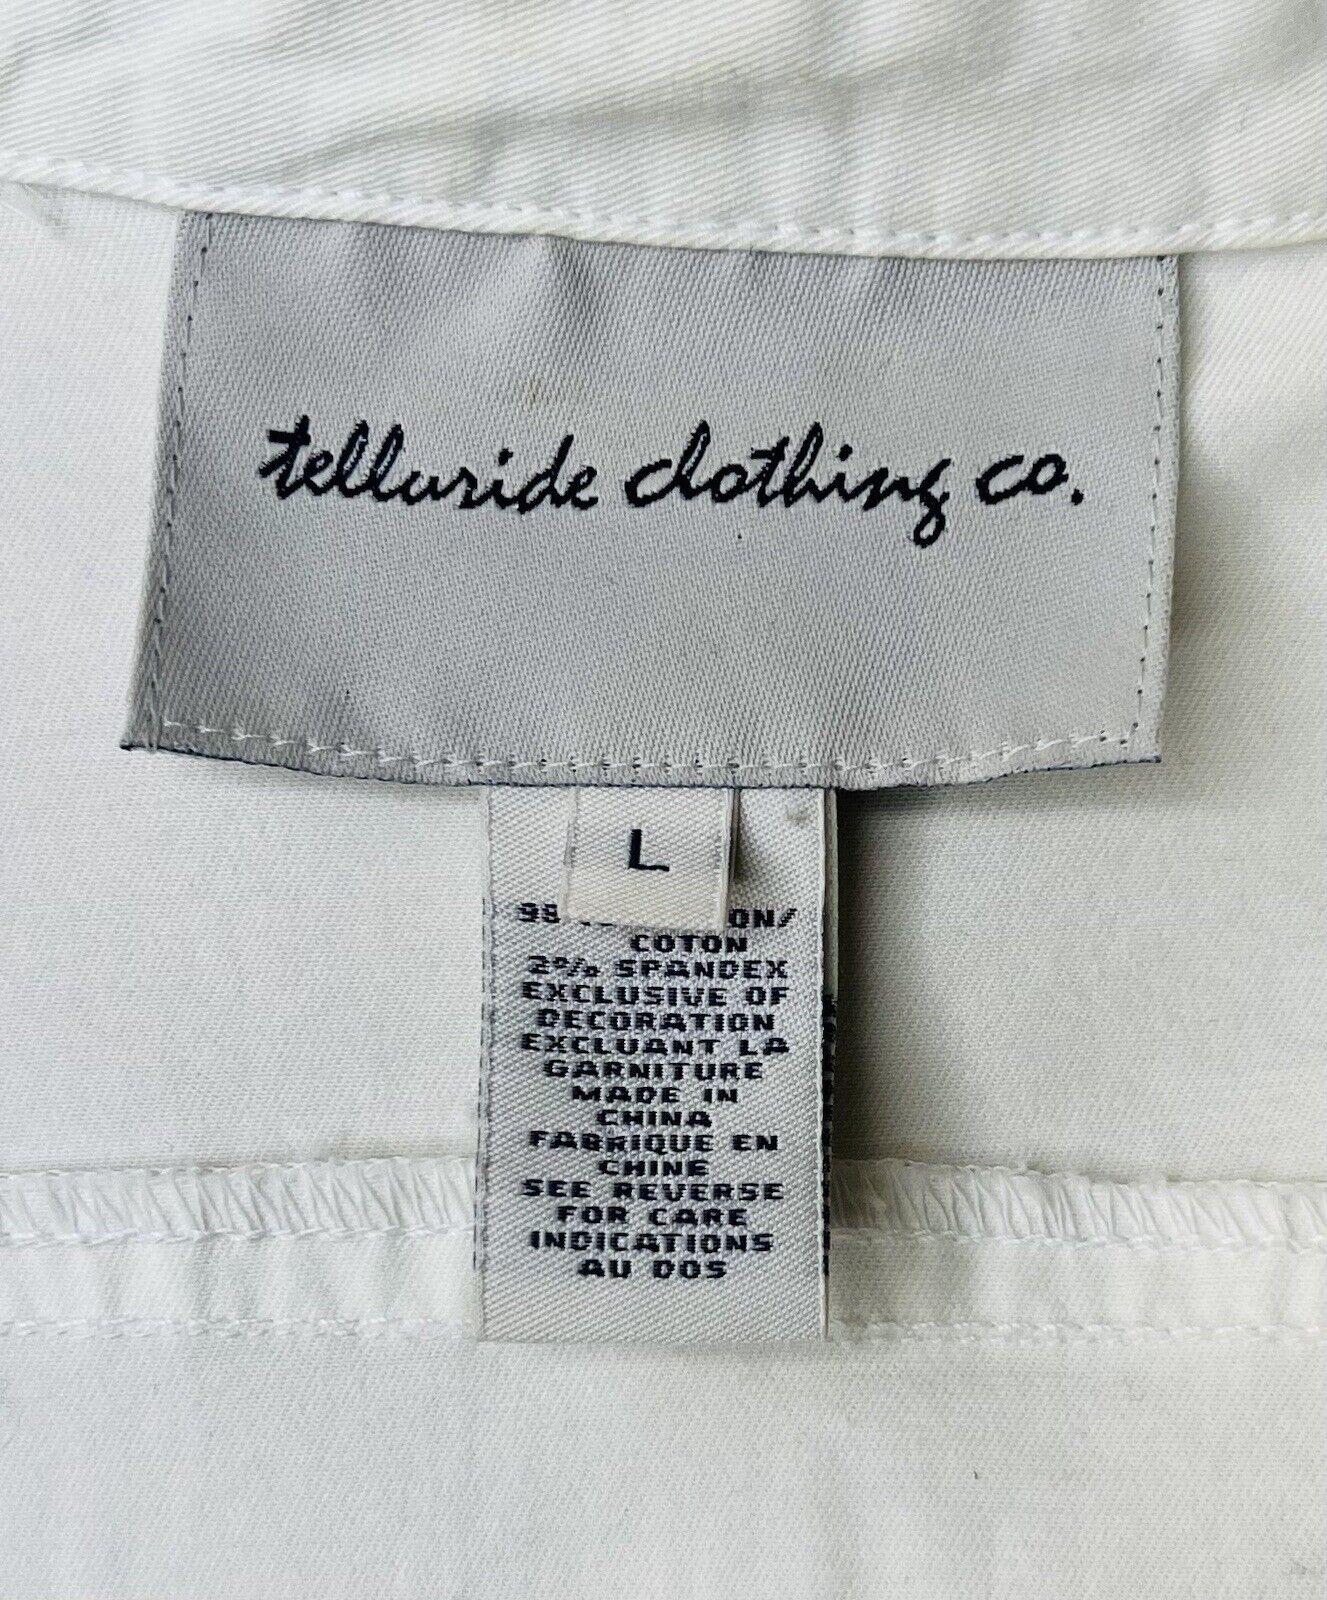 telluride clothing co.
L
COTON
2% SPANDEX
EXCLUSIVE OF
DECORATION
EXCLUANT LA
GARNITURE
MADE IN
CHINA
FABRIQUE EN
CHINE
SEE REVERSE
FOR CARE
INDICATIONS
AU DOS